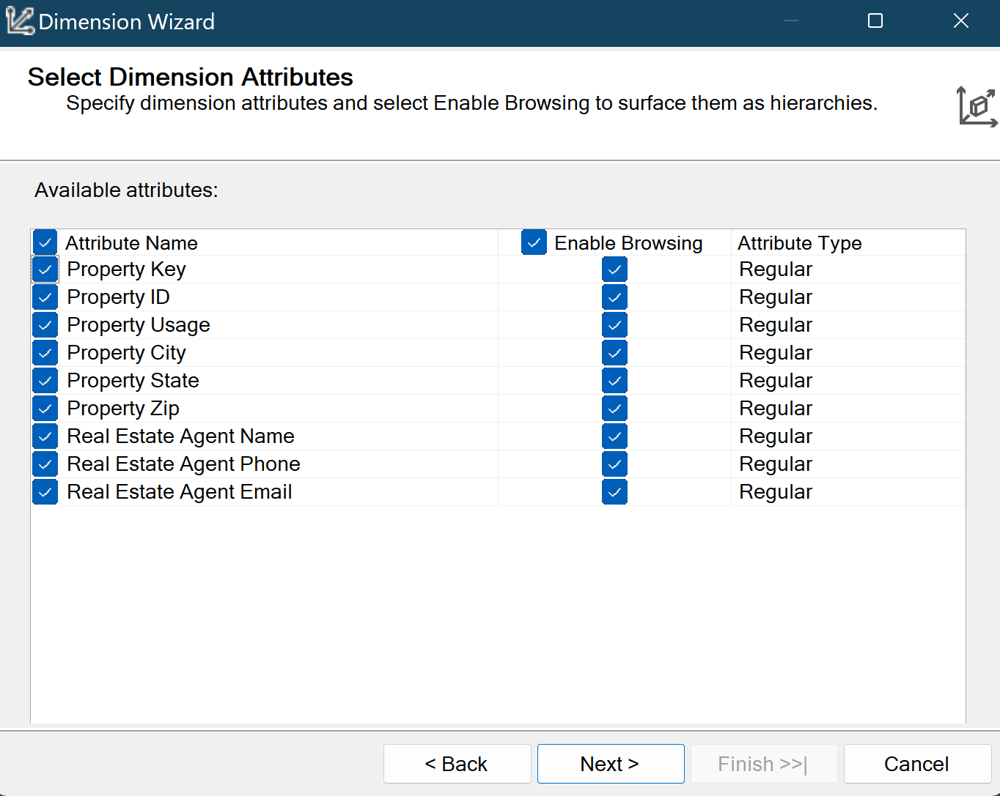 Dimension Wizard
Select Dimension Attributes
Specify dimension attributes and select Enable Browsing to surface them as hierarchies.
Available attributes:
Attribute Name Enable Browsing Attribute Type
Property Key Regular
Property ID Regular
Property Usage Regular
Property City Regular
Property State Regular
Property Zip Regular
Real Estate Agent Name Regular
Real Estate Agent Phone Regular
Real Estate Agent Email Regular
< Back Next > Finish >>| Cancel